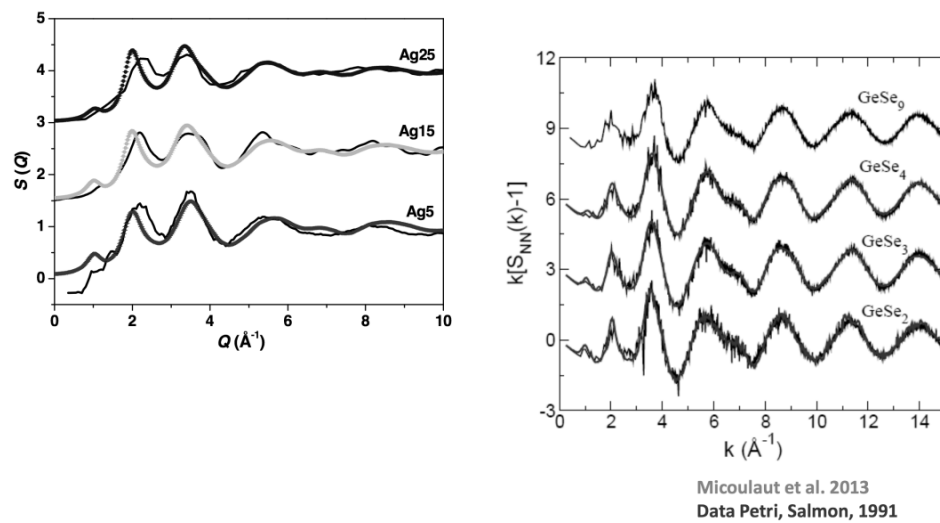 5
4
3
2
1
0
S (Q)
Ag25
Ag15
Ag5
0 2 4 6 8 10
Q (Å⁻¹)
12
9
6
3
0
-3
k[S_NN(k)-1]
GeSe₉
GeSe₄
GeSe₃
GeSe₂
0 2 4 6 8 10 12 14
k (Å⁻¹)
Micoulaut et al. 2013
Data Petri, Salmon, 1991